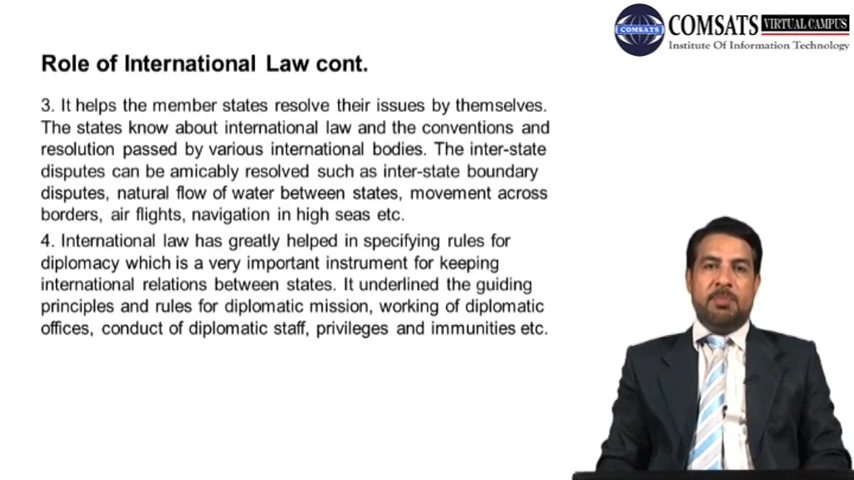 COMSATS VIRTUAL CAMPUS
COMSATS
Institute Of Information Technology
Role of International Law cont.
3. It helps the member states resolve their issues by themselves.
The states know about international law and the conventions and
resolution passed by various international bodies. The inter-state
disputes can be amicably resolved such as inter-state boundary
disputes, natural flow of water between states, movement across
borders, air flights, navigation in high seas etc.
4. International law has greatly helped in specifying rules for
diplomacy which is a very important instrument for keeping
international relations between states. It underlined the guiding
principles and rules for diplomatic mission, working of diplomatic
offices, conduct of diplomatic staff, privileges and immunities etc.